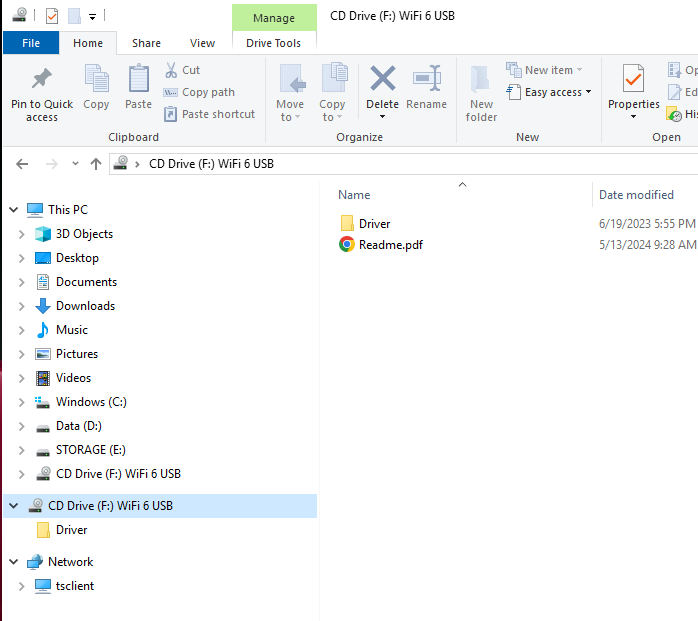 Manage
CD Drive (F:) WiFi 6 USB
File
Home
Share
View
Drive Tools
Pin to Quick access
Copy
Paste
Cut
Copy path
Paste shortcut
Clipboard
Move to
Copy to
Delete
Rename
Organize
New folder
New item
Easy access
New
Properties
Op
Ed
His
Open
CD Drive (F:) WiFi 6 USB
Name
Date modified
Driver
6/19/2023 5:55 PM
Readme.pdf
5/13/2024 9:28 AM
This PC
3D Objects
Desktop
Documents
Downloads
Music
Pictures
Videos
Windows (C:)
Data (D:)
STORAGE (E:)
CD Drive (F:) WiFi 6 USB
CD Drive (F:) WiFi 6 USB
Driver
Network
tsclient